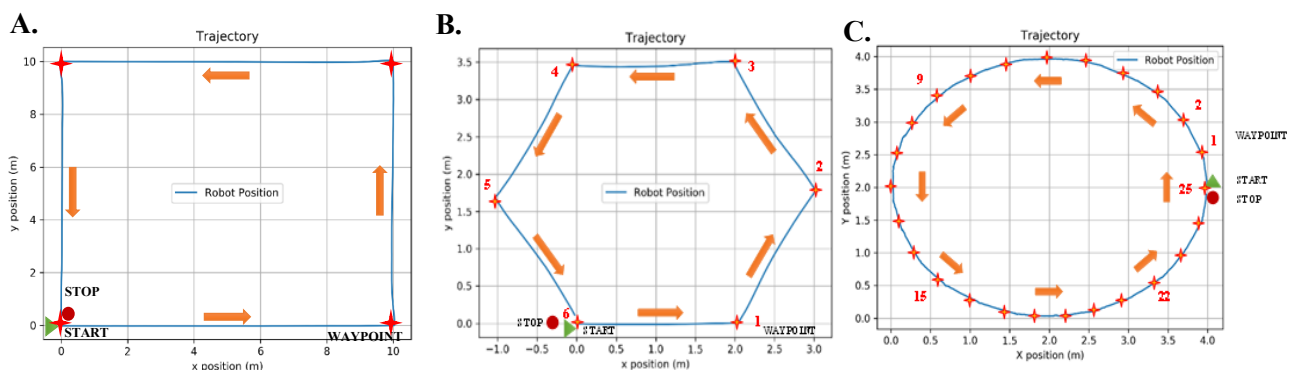 A.
Trajectory
10
8
6
4
2
0
y position (m)
Robot Position
STOP
START
WAYPOINT
0
2
4
6
8
10
x position (m)
B.
Trajectory
3.5
3.0
2.5
2.0
1.5
1.0
0.5
0.0
y position (m)
4
3
5
2
Robot Position
6
1
STOP
START
WAYPOINT
−1.0
−0.5
0.0
0.5
1.0
1.5
2.0
2.5
3.0
x position (m)
C.
Trajectory
4.0
3.5
3.0
2.5
2.0
1.5
1.0
0.5
0.0
Y position (m)
Robot Position
9
2
1
WAYPOINT
START
25
STOP
15
22
0.0
0.5
1.0
1.5
2.0
2.5
3.0
3.5
4.0
X position (m)